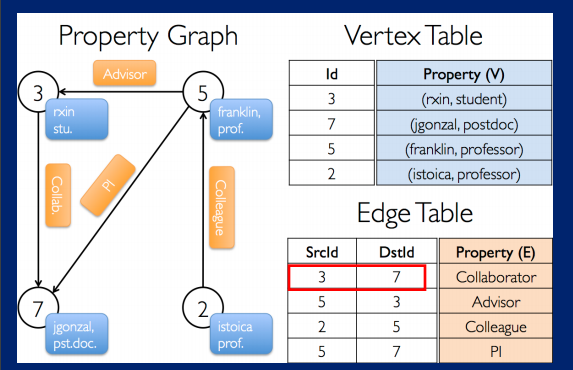 Property Graph
Advisor
3
rxin
stu.
5
franklin,
prof.
Collab.
PI
Colleague
7
jgonzal,
pst.doc.
2
istoica
prof.
Vertex Table
Id Property (V)
3 (rxin, student)
7 (jgonzal, postdoc)
5 (franklin, professor)
2 (istoica, professor)
Edge Table
SrcId DstId Property (E)
3 7 Collaborator
5 3 Advisor
2 5 Colleague
5 7 PI